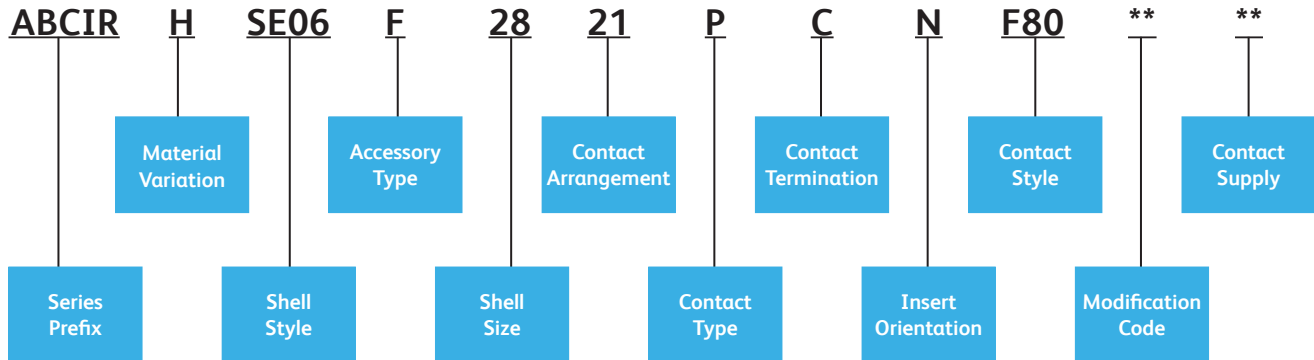 ABCIR H SE06 F 28 21 P C N F80 ** **
Material
Variation
Accessory
Type
Contact
Arrangement
Contact
Termination
Contact
Style
Contact
Supply
Series
Prefix
Shell
Style
Shell
Size
Contact
Type
Insert
Orientation
Modification
Code